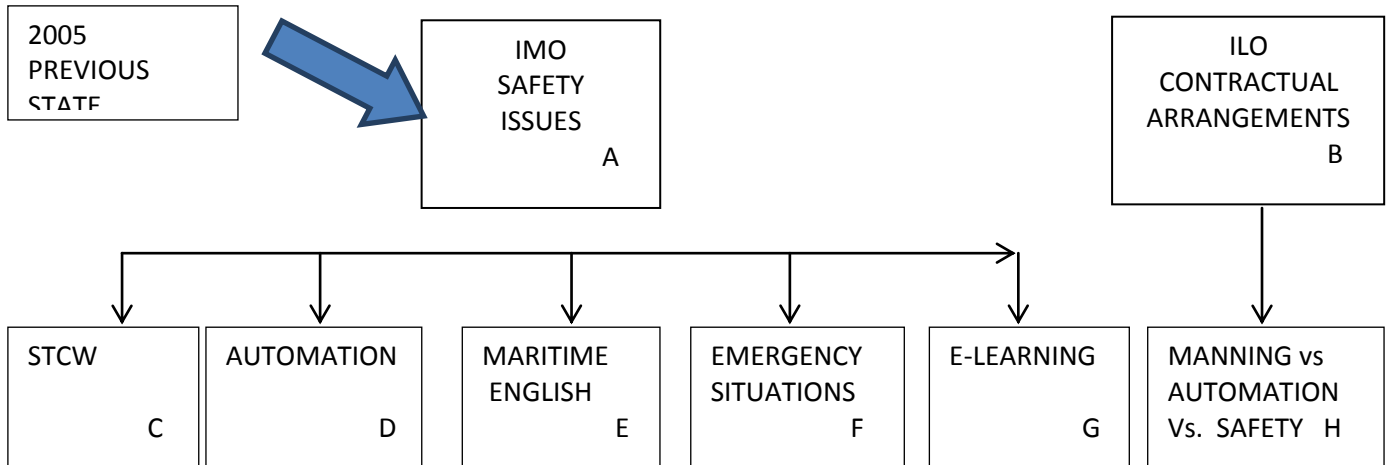 2005
PREVIOUS
STATE
IMO
SAFETY
ISSUES
A
ILO
CONTRACTUAL
ARRANGEMENTS
B
STCW
C
AUTOMATION
D
MARITIME
ENGLISH
E
EMERGENCY
SITUATIONS
F
E-LEARNING
G
MANNING vs
AUTOMATION
Vs. SAFETY H